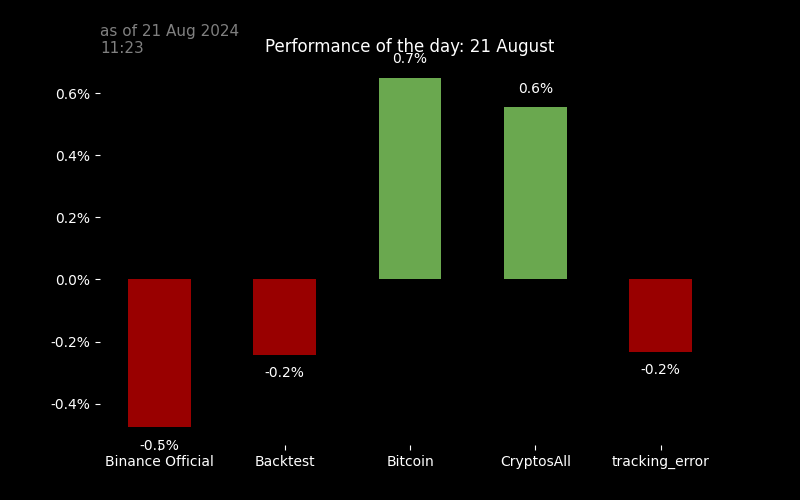 as of 21 Aug 2024
11:23
Performance of the day: 21 August
0.7%
0.6%
0.6%
0.4%
0.2%
0.0%
-0.2%
-0.2%
-0.2%
-0.4%
-0.5%
Binance Official
Backtest
Bitcoin
CryptosAll
tracking_error